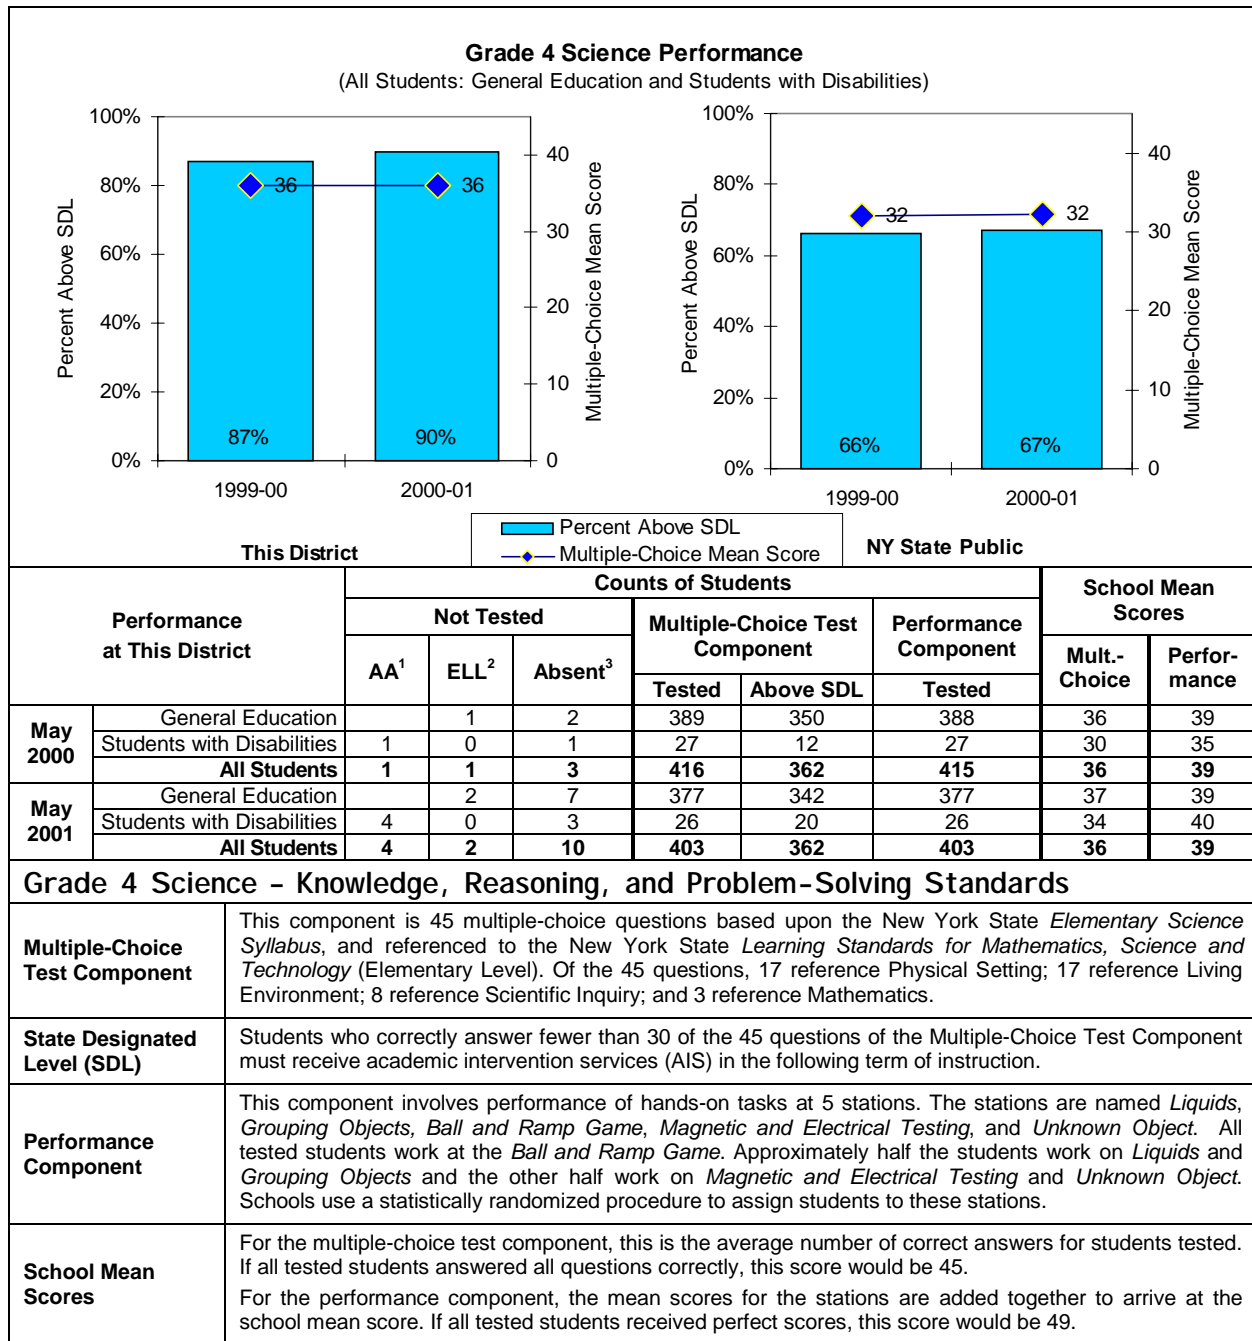 Grade 4 Science Performance
(All Students: General Education and Students with Disabilities)
100%
80%
60%
40%
20%
0%
Percent Above SDL
36
36
87%
90%
1999-00
2000-01
40
30
20
10
0
Multiple-Choice Mean Score
This District
100%
80%
60%
40%
20%
0%
Percent Above SDL
32
32
66%
67%
1999-00
2000-01
40
30
20
10
0
Multiple-Choice Mean Score
NY State Public
Percent Above SDL
Multiple-Choice Mean Score
Performance
at This District
Counts of Students
School Mean
Scores
Not Tested
Multiple-Choice Test
Component
Performance
Component
AA1 ELL2 Absent3
Tested Above SDL Tested
Mult.-
Choice
Perfor-
mance
May
2000
General Education 1 2 389 350 388 36 39
Students with Disabilities 1 0 1 27 12 27 30 35
All Students 1 1 3 416 362 415 36 39
May
2001
General Education 2 7 377 342 377 37 39
Students with Disabilities 4 0 3 26 20 26 34 40
All Students 4 2 10 403 362 403 36 39
Grade 4 Science – Knowledge, Reasoning, and Problem-Solving Standards
Multiple-Choice
Test Component
This component is 45 multiple-choice questions based upon the New York State Elementary Science
Syllabus, and referenced to the New York State Learning Standards for Mathematics, Science and
Technology (Elementary Level). Of the 45 questions, 17 reference Physical Setting; 17 reference Living
Environment; 8 reference Scientific Inquiry; and 3 reference Mathematics.
State Designated
Level (SDL)
Students who correctly answer fewer than 30 of the 45 questions of the Multiple-Choice Test Component
must receive academic intervention services (AIS) in the following term of instruction.
Performance
Component
This component involves performance of hands-on tasks at 5 stations. The stations are named Liquids,
Grouping Objects, Ball and Ramp Game, Magnetic and Electrical Testing, and Unknown Object. All
tested students work at the Ball and Ramp Game. Approximately half the students work on Liquids and
Grouping Objects and the other half work on Magnetic and Electrical Testing and Unknown Object.
Schools use a statistically randomized procedure to assign students to these stations.
School Mean
Scores
For the multiple-choice test component, this is the average number of correct answers for students tested.
If all tested students answered all questions correctly, this score would be 45.
For the performance component, the mean scores for the stations are added together to arrive at the
school mean score. If all tested students received perfect scores, this score would be 49.